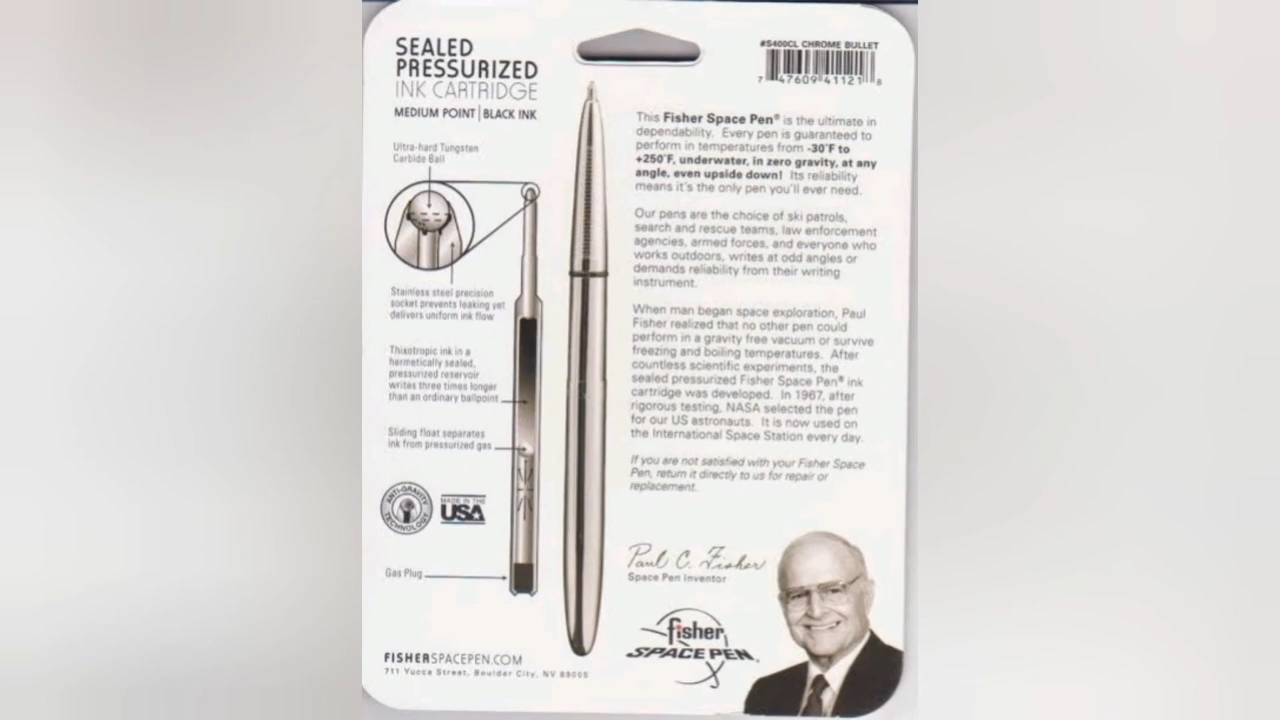 SEALED
PRESSURIZED
INK CARTRIDGE
MEDIUM POINT | BLACK INK
Ultra-hard Tungsten
Carbide Ball
Stainless steel precision
socket prevents leaking yet
delivers uniform ink flow
Thixotropic ink in a
hermetically sealed,
pressurized reservoir
writes three times longer
than an ordinary ballpoint
Sliding float separates
ink from pressurized gas
ANTI-GRAVITY
TECHNOLOGY
MADE IN THE
USA
Gas Plug
FISHERSPACEPEN.COM
711 Yucca Street, Boulder City, NV 89005
#S400CL CHROME BULLET
7 47609 41121 8
This Fisher Space Pen® is the ultimate in
dependability. Every pen is guaranteed to
perform in temperatures from -30°F to
+250°F, underwater, in zero gravity, at any
angle, even upside down! Its reliability
means it's the only pen you'll ever need.
Our pens are the choice of ski patrols,
search and rescue teams, law enforcement
agencies, armed forces, and everyone who
works outdoors, writes at odd angles or
demands reliability from their writing
instrument.
When man began space exploration, Paul
Fisher realized that no other pen could
perform in a gravity free vacuum or survive
freezing and boiling temperatures. After
countless scientific experiments, the
sealed pressurized Fisher Space Pen® ink
cartridge was developed. In 1967, after
rigorous testing, NASA selected the pen
for our US astronauts. It is now used on
the International Space Station every day.
If you are not satisfied with your Fisher Space
Pen, return it directly to us for repair or
replacement.
Paul C. Fisher
Space Pen Inventor
fisher
SPACE PEN